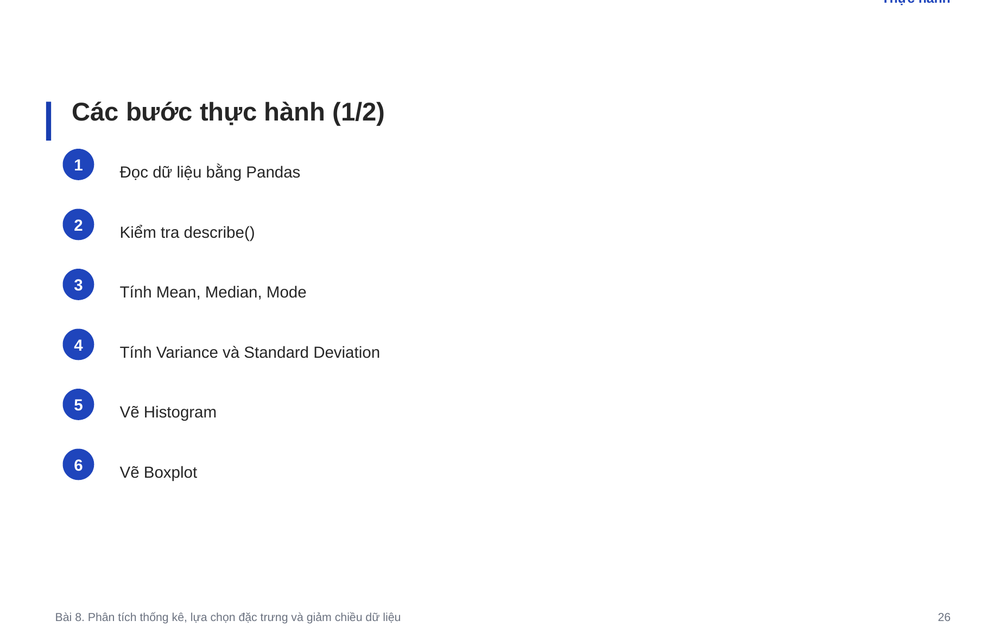 Thực hành
Các bước thực hành (1/2)
1
Đọc dữ liệu bằng Pandas
2
Kiểm tra describe()
3
Tính Mean, Median, Mode
4
Tính Variance và Standard Deviation
5
Vẽ Histogram
6
Vẽ Boxplot
Bài 8. Phân tích thống kê, lựa chọn đặc trưng và giảm chiều dữ liệu
26